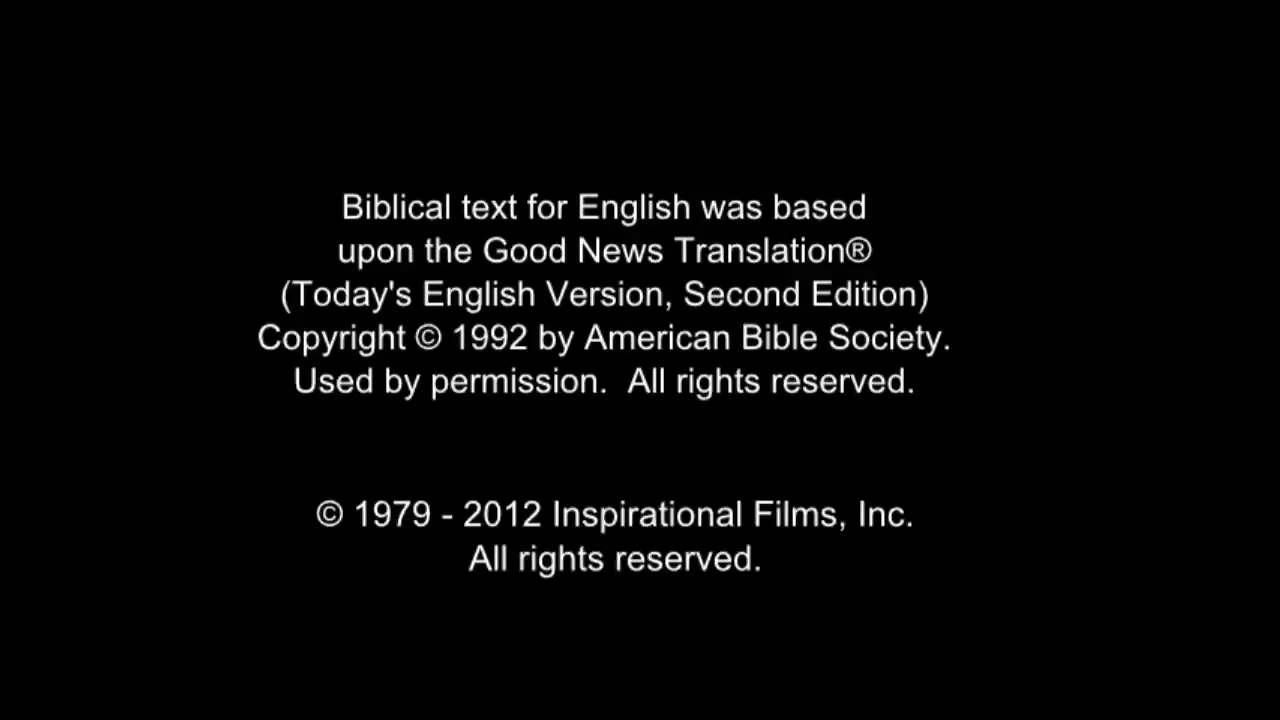 Biblical text for English was based
upon the Good News Translation®
(Today's English Version, Second Edition)
Copyright © 1992 by American Bible Society.
Used by permission.  All rights reserved.
© 1979 - 2012 Inspirational Films, Inc.
All rights reserved.